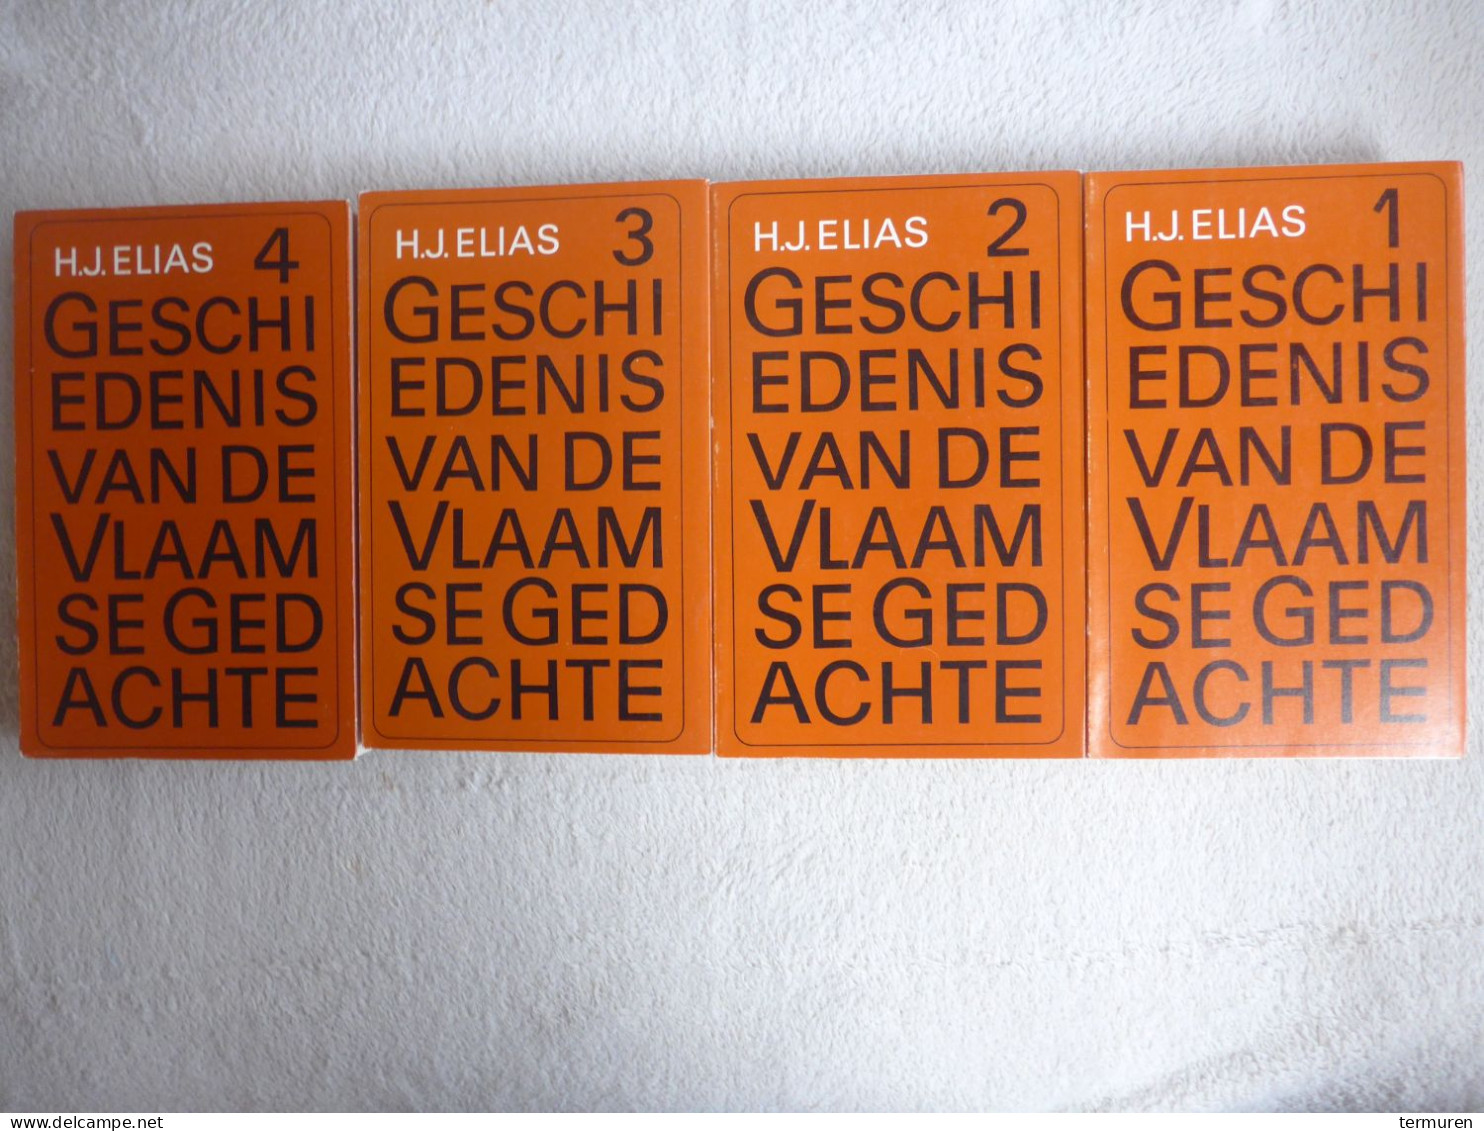 H.J. ELIAS 4
GESCHI
EDENIS
VAN DE
VLAAM
SE GED
ACHTE
H.J. ELIAS 3
GESCHI
EDENIS
VAN DE
VLAAM
SE GED
ACHTE
H.J. ELIAS 2
GESCHI
EDENIS
VAN DE
VLAAM
SE GED
ACHTE
H.J. ELIAS 1
GESCHI
EDENIS
VAN DE
VLAAM
SE GED
ACHTE
www.delcampe.net
termuren